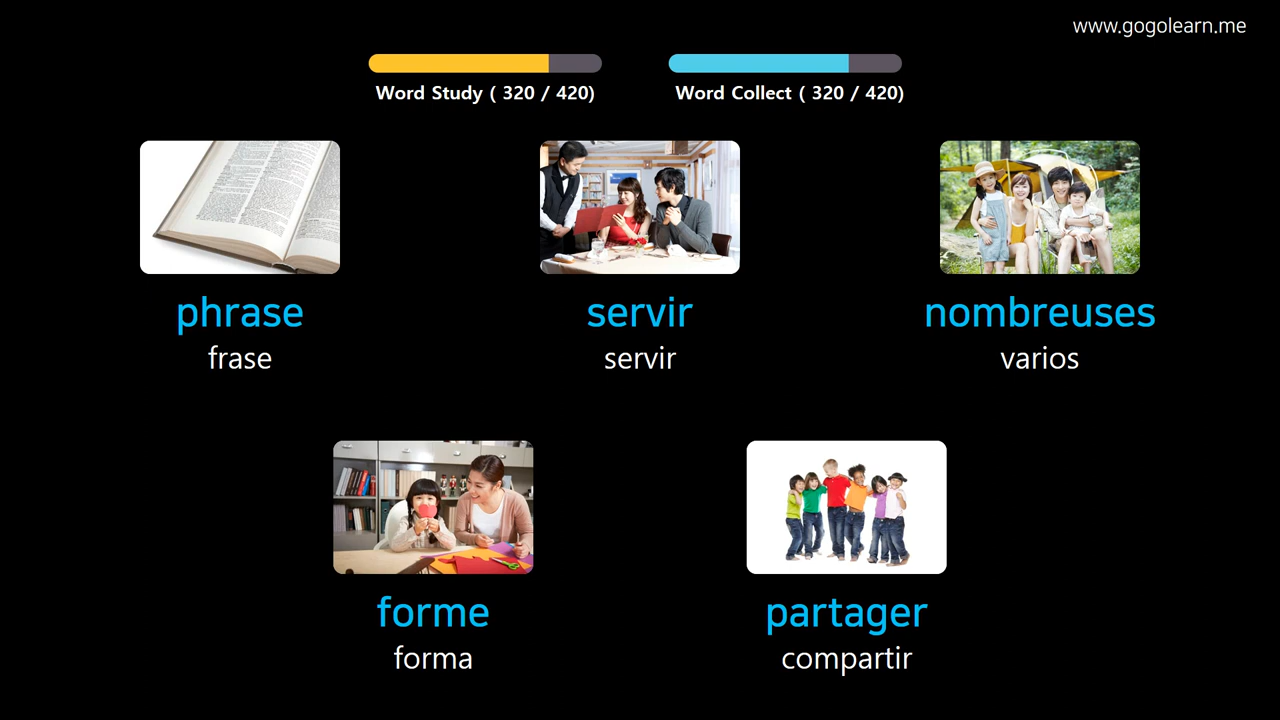 www.gogolearn.me
Word Study ( 320 / 420)
Word Collect ( 320 / 420)
phrase
frase
servir
servir
nombreuses
varios
forme
forma
partager
compartir